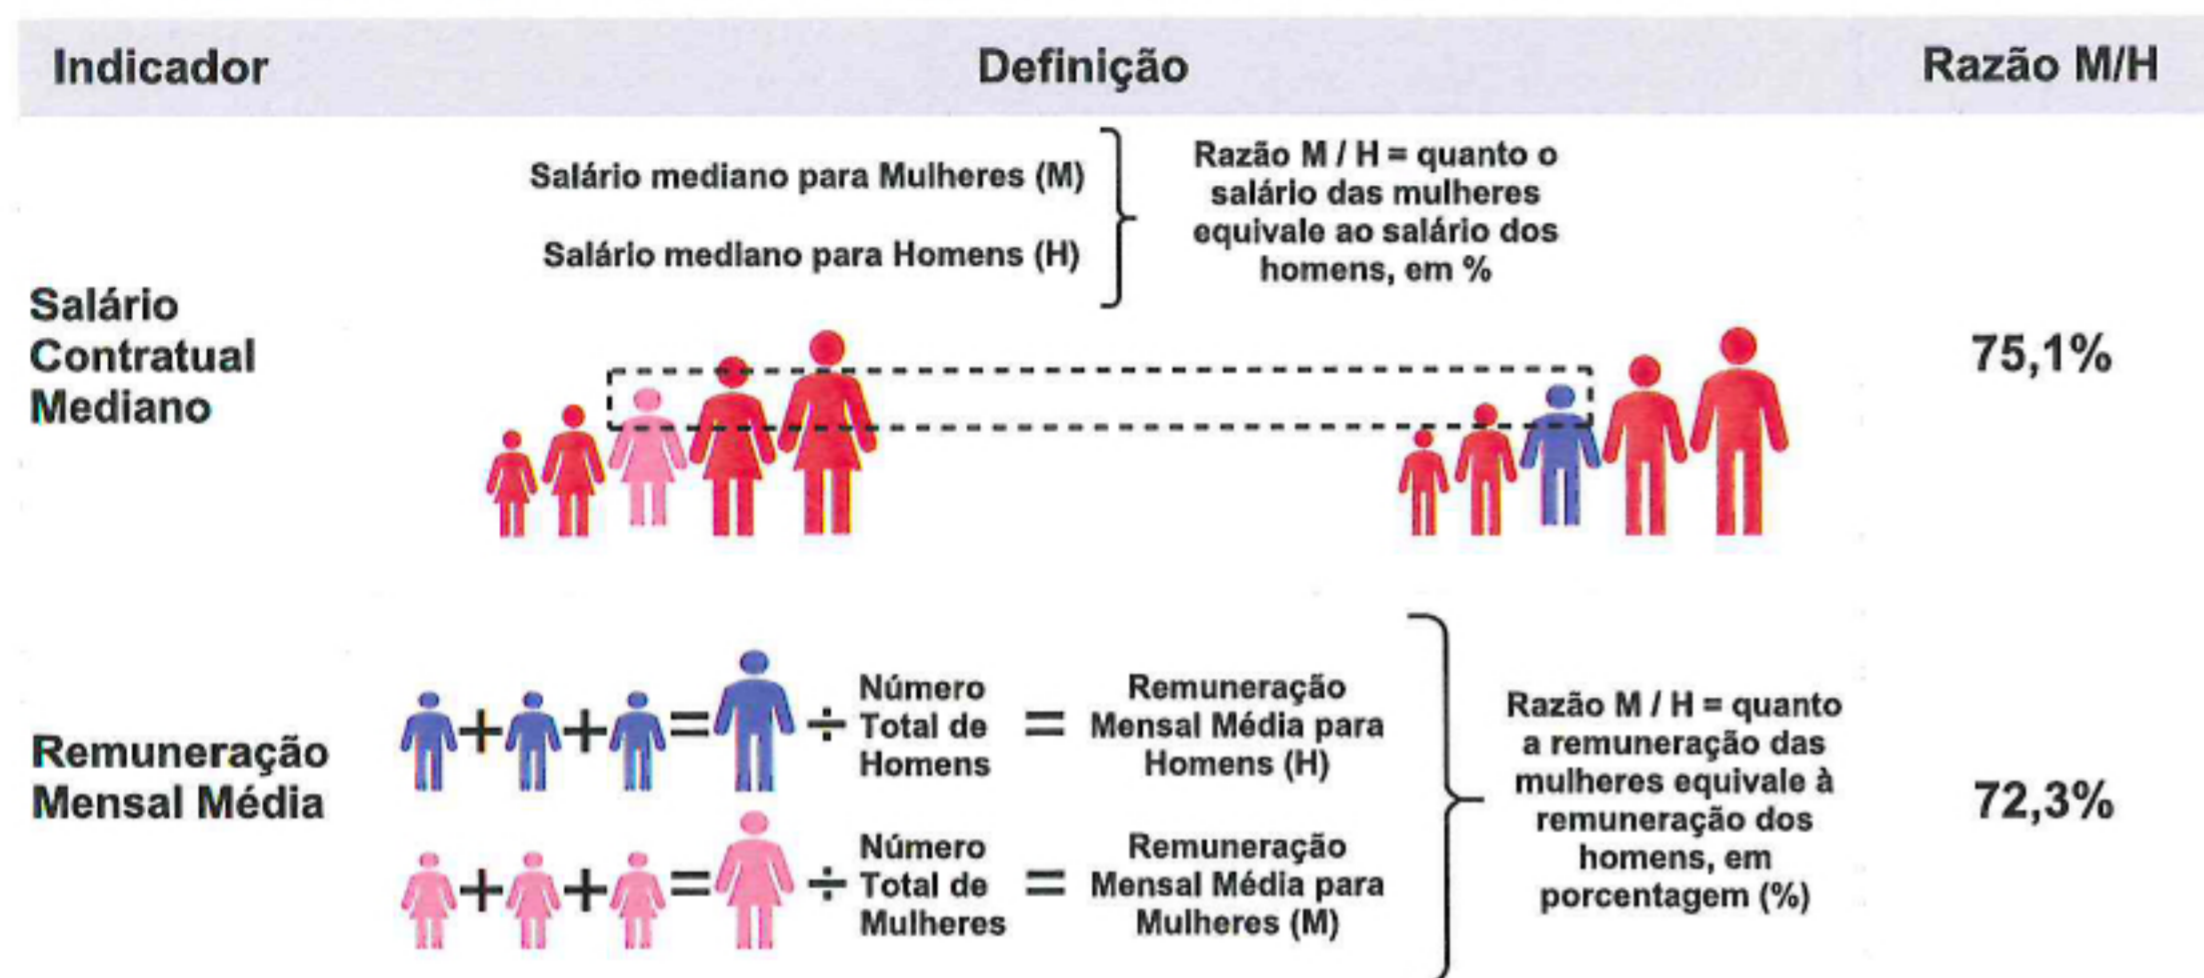 Indicador
Definição
Razão M/H
Salário mediano para Mulheres (M)
Salário mediano para Homens (H)
Razão M / H = quanto o
salário das mulheres
equivale ao salário dos
homens, em %
Salário
Contratual
Mediano
75,1%
Remuneração
Mensal Média
+ + = ÷
Número
Total de
Homens
=
Remuneração
Mensal Média para
Homens (H)
+ + = ÷
Número
Total de
Mulheres
=
Remuneração
Mensal Média para
Mulheres (M)
Razão M / H = quanto
a remuneração das
mulheres equivale à
remuneração dos
homens, em
porcentagem (%)
72,3%